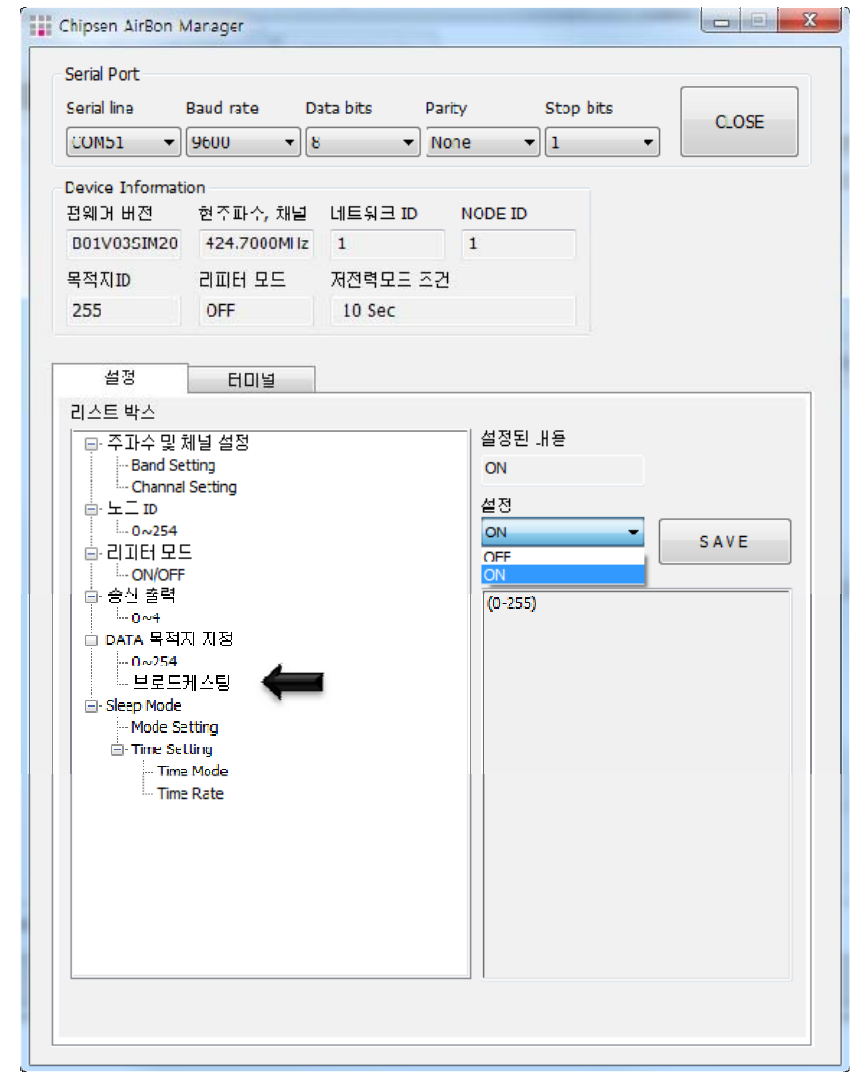 Chipsen AirBon Manager
Serial Port
Serial line Baud rate Data bits Parity Stop bits
COM51 9600 8 None 1 CLOSE
Device Information
펌웨어 버전 현주파수, 채널 네트워크 ID NODE ID
B01V03SIM20 424.7000MHz 1 1
목적지ID 리피터 모드 저전력모드 조건
255 OFF 10 Sec
설정 터미널
리스트 박스
주파수 및 채널 설정
Band Setting
Channel Setting
노드 ID
0~254
리피터 모드
ON/OFF
송신 출력
0~4
DATA 목적지 지정
0~254
브로드케스팅
Sleep Mode
Mode Setting
Time Setting
Time Mode
Time Rate
설정된 내용
ON
설정
ON SAVE
OFF
ON
(0-255)